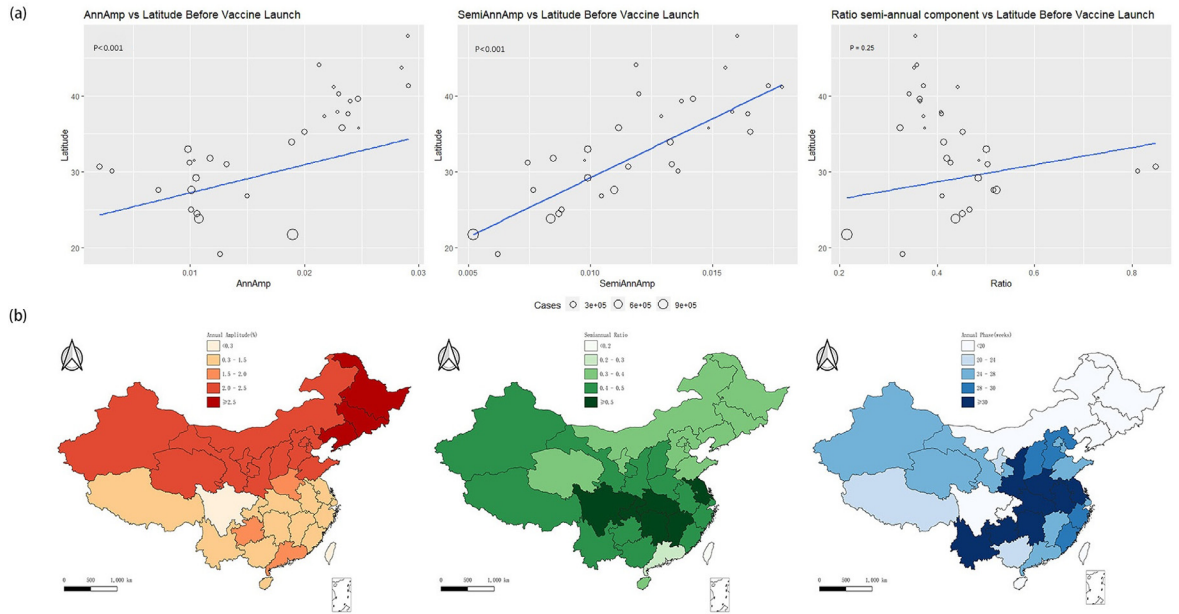 (a)
AnnAmp vs Latitude Before Vaccine Launch
P< 0.001
Latitude
40
30
20
0.01
0.02
0.03
AnnAmp
SemiAnnAmp vs Latitude Before Vaccine Launch
P< 0.001
Latitude
40
30
20
0.005
0.010
0.015
SemiAnnAmp
Ratio semi-annual component vs Latitude Before Vaccine Launch
P = 0.25
Latitude
40
30
20
0.2
0.4
0.6
0.8
Ratio
Cases 3e+05 6e+05 9e+05
(b)
Annual Amplitude(%)
<0.3
0.3 - 1.5
1.5 - 2.0
2.0 - 2.5
≥2.5
0 500 1,000 km
Semiannual Ratio
<0.2
0.2 - 0.3
0.3 - 0.4
0.4 - 0.5
≥0.5
0 500 1,000 km
Annual Phase(weeks)
<20
20 - 24
24 - 28
28 - 30
≥30
0 500 1,000 km